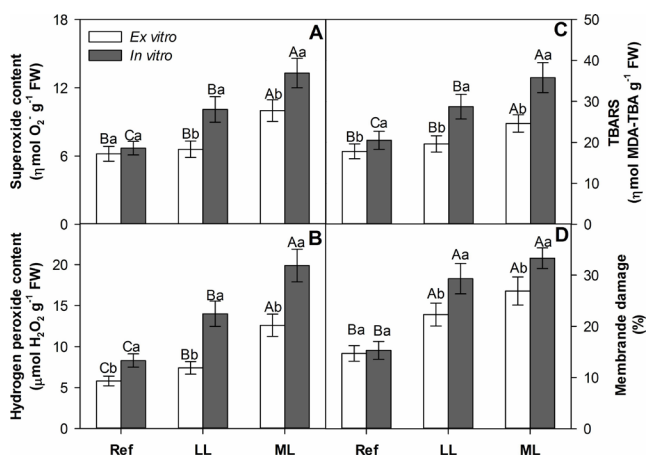 Superoxide content
(ηmol O₂⁻ g⁻¹ FW)
18
12
6
0
Ex vitro
In vitro
A
Ba
Ca
Bb
Ba
Ab
Aa
C
Bb
Ca
Bb
Ba
Ab
Aa
50
40
30
20
10
0
TBARS
(ηmol MDA-TBA g⁻¹ FW)
Hydrogen peroxide content
(μmol H₂O₂ g⁻¹ FW)
20
15
10
5
0
B
Cb
Ca
Bb
Ba
Ab
Aa
Ref
LL
ML
D
Ba
Ba
Ab
Aa
Ab
Aa
Ref
LL
ML
30
20
10
0
Membrande damage
(%)